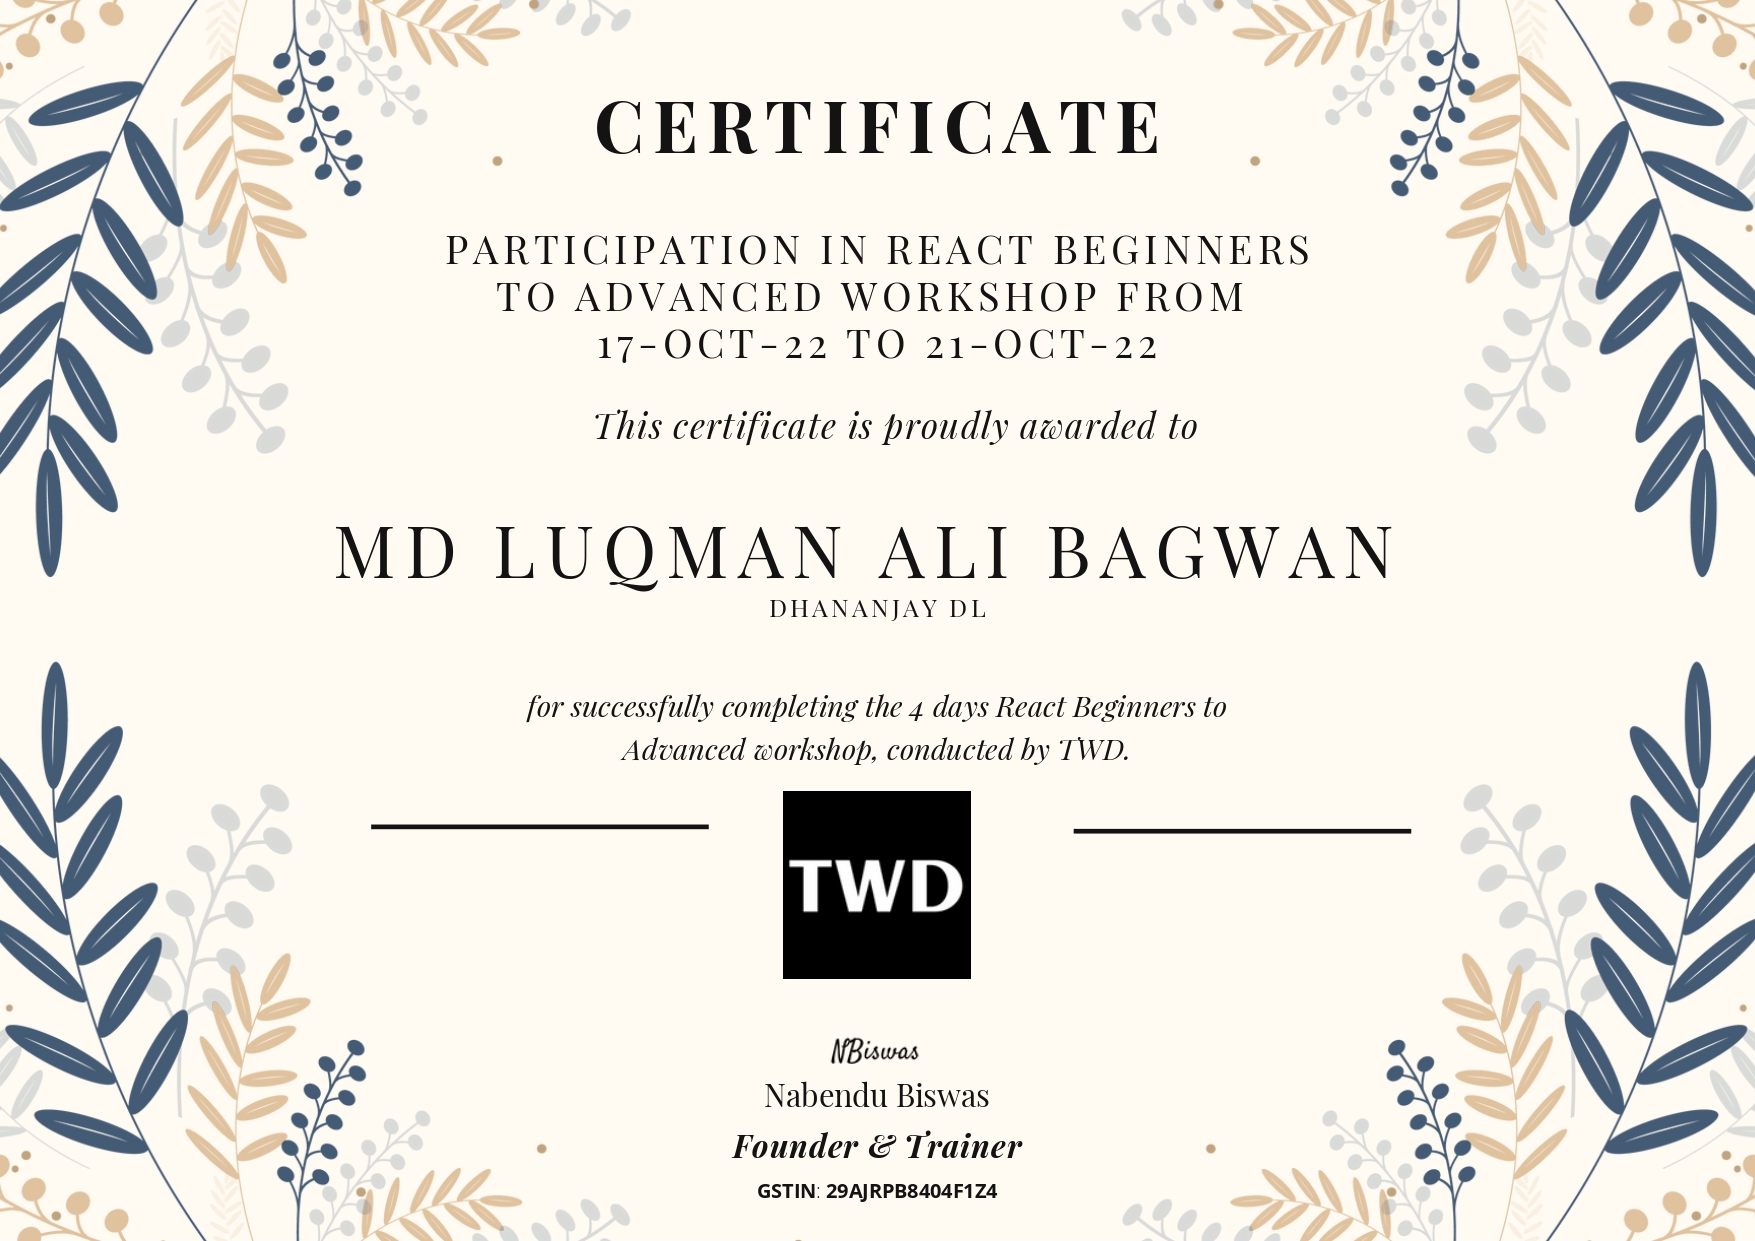 CERTIFICATE
PARTICIPATION IN REACT BEGINNERS
TO ADVANCED WORKSHOP FROM
17-OCT-22 TO 21-OCT-22
This certificate is proudly awarded to
MD LUQMAN ALI BAGWAN
DHANANJAY DL
for successfully completing the 4 days React Beginners to
Advanced workshop, conducted by TWD.
TWD
NBiswas
Nabendu Biswas
Founder & Trainer
GSTIN: 29AJRPB8404F1Z4